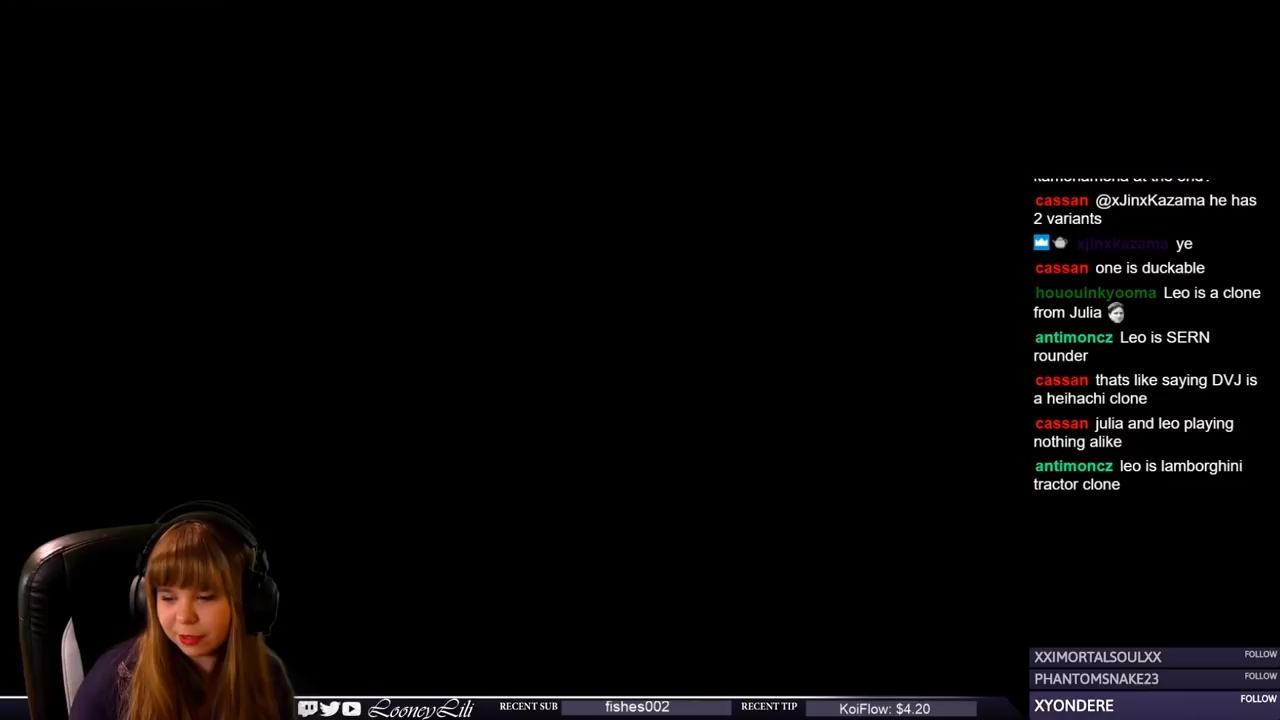 cassan @xJinxKazama he has
2 variants
xjinxkazama ye
cassan one is duckable
hououInkyooma Leo is a clone
from Julia
antimoncz Leo is SERN
rounder
cassan thats like saying DVJ is
a heihachi clone
cassan julia and leo playing
nothing alike
antimoncz leo is lamborghini
tractor clone
XXIMORTALSOULXX FOLLOW
PHANTOMSNAKE23 FOLLOW
XYONDERE FOLLOW
LooneyLili RECENT SUB fishes002 RECENT TIP KoiFlow: $4.20